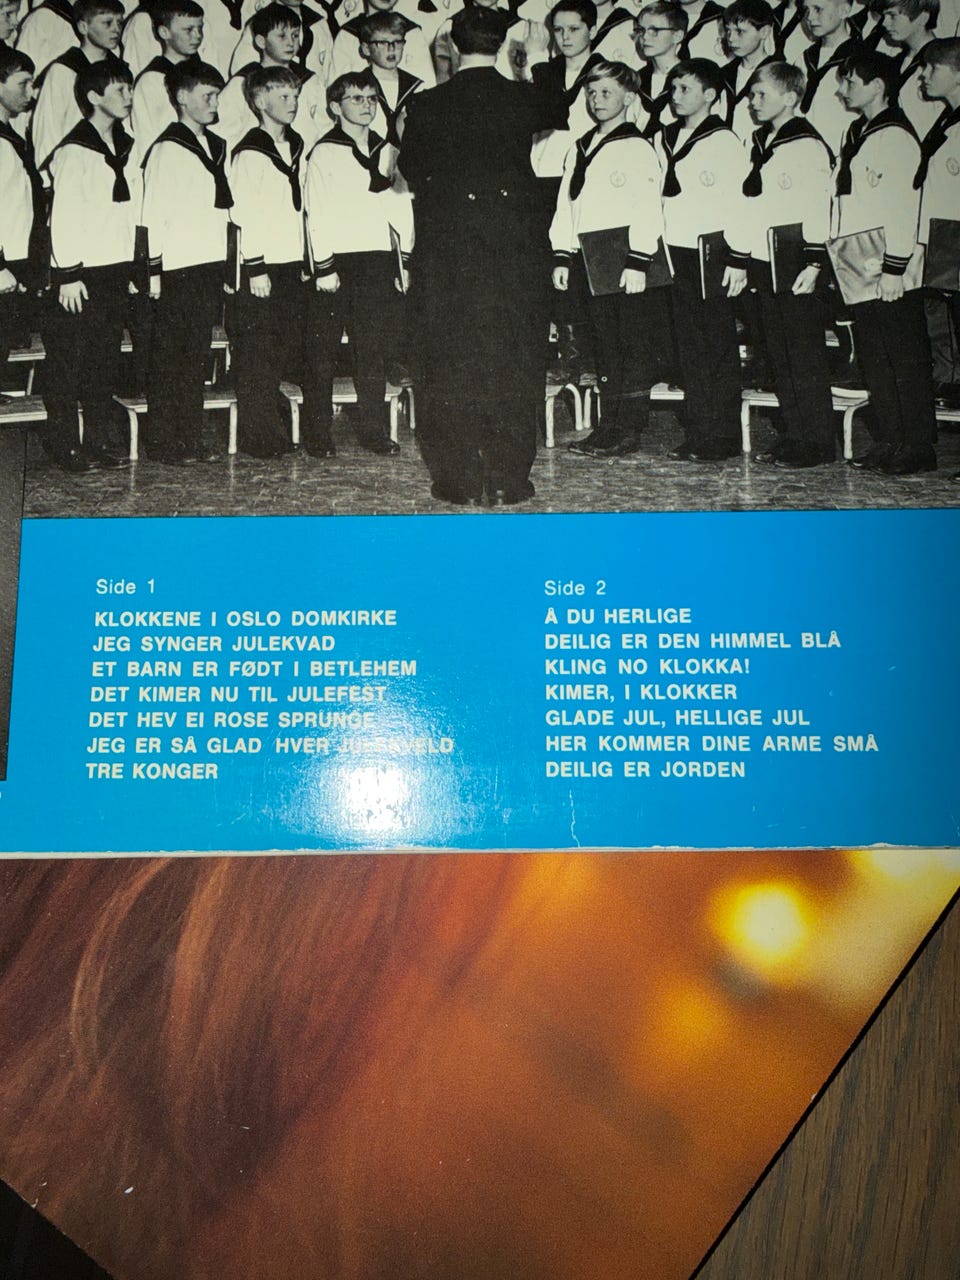 Side 1
KLOKKENE I OSLO DOMKIRKE
JEG SYNGER JULEKVAD
ET BARN ER FØDT I BETLEHEM
DET KIMER NU TIL JULEFEST
DET HEV EI ROSE SPRUNGE
JEG ER SÅ GLAD HVER JULEKVELD
TRE KONGER
Side 2
Å DU HERLIGE
DEILIG ER DEN HIMMEL BLÅ
KLING NO KLOKKA!
KIMER, I KLOKKER
GLADE JUL, HELLIGE JUL
HER KOMMER DINE ARME SMÅ
DEILIG ER JORDEN